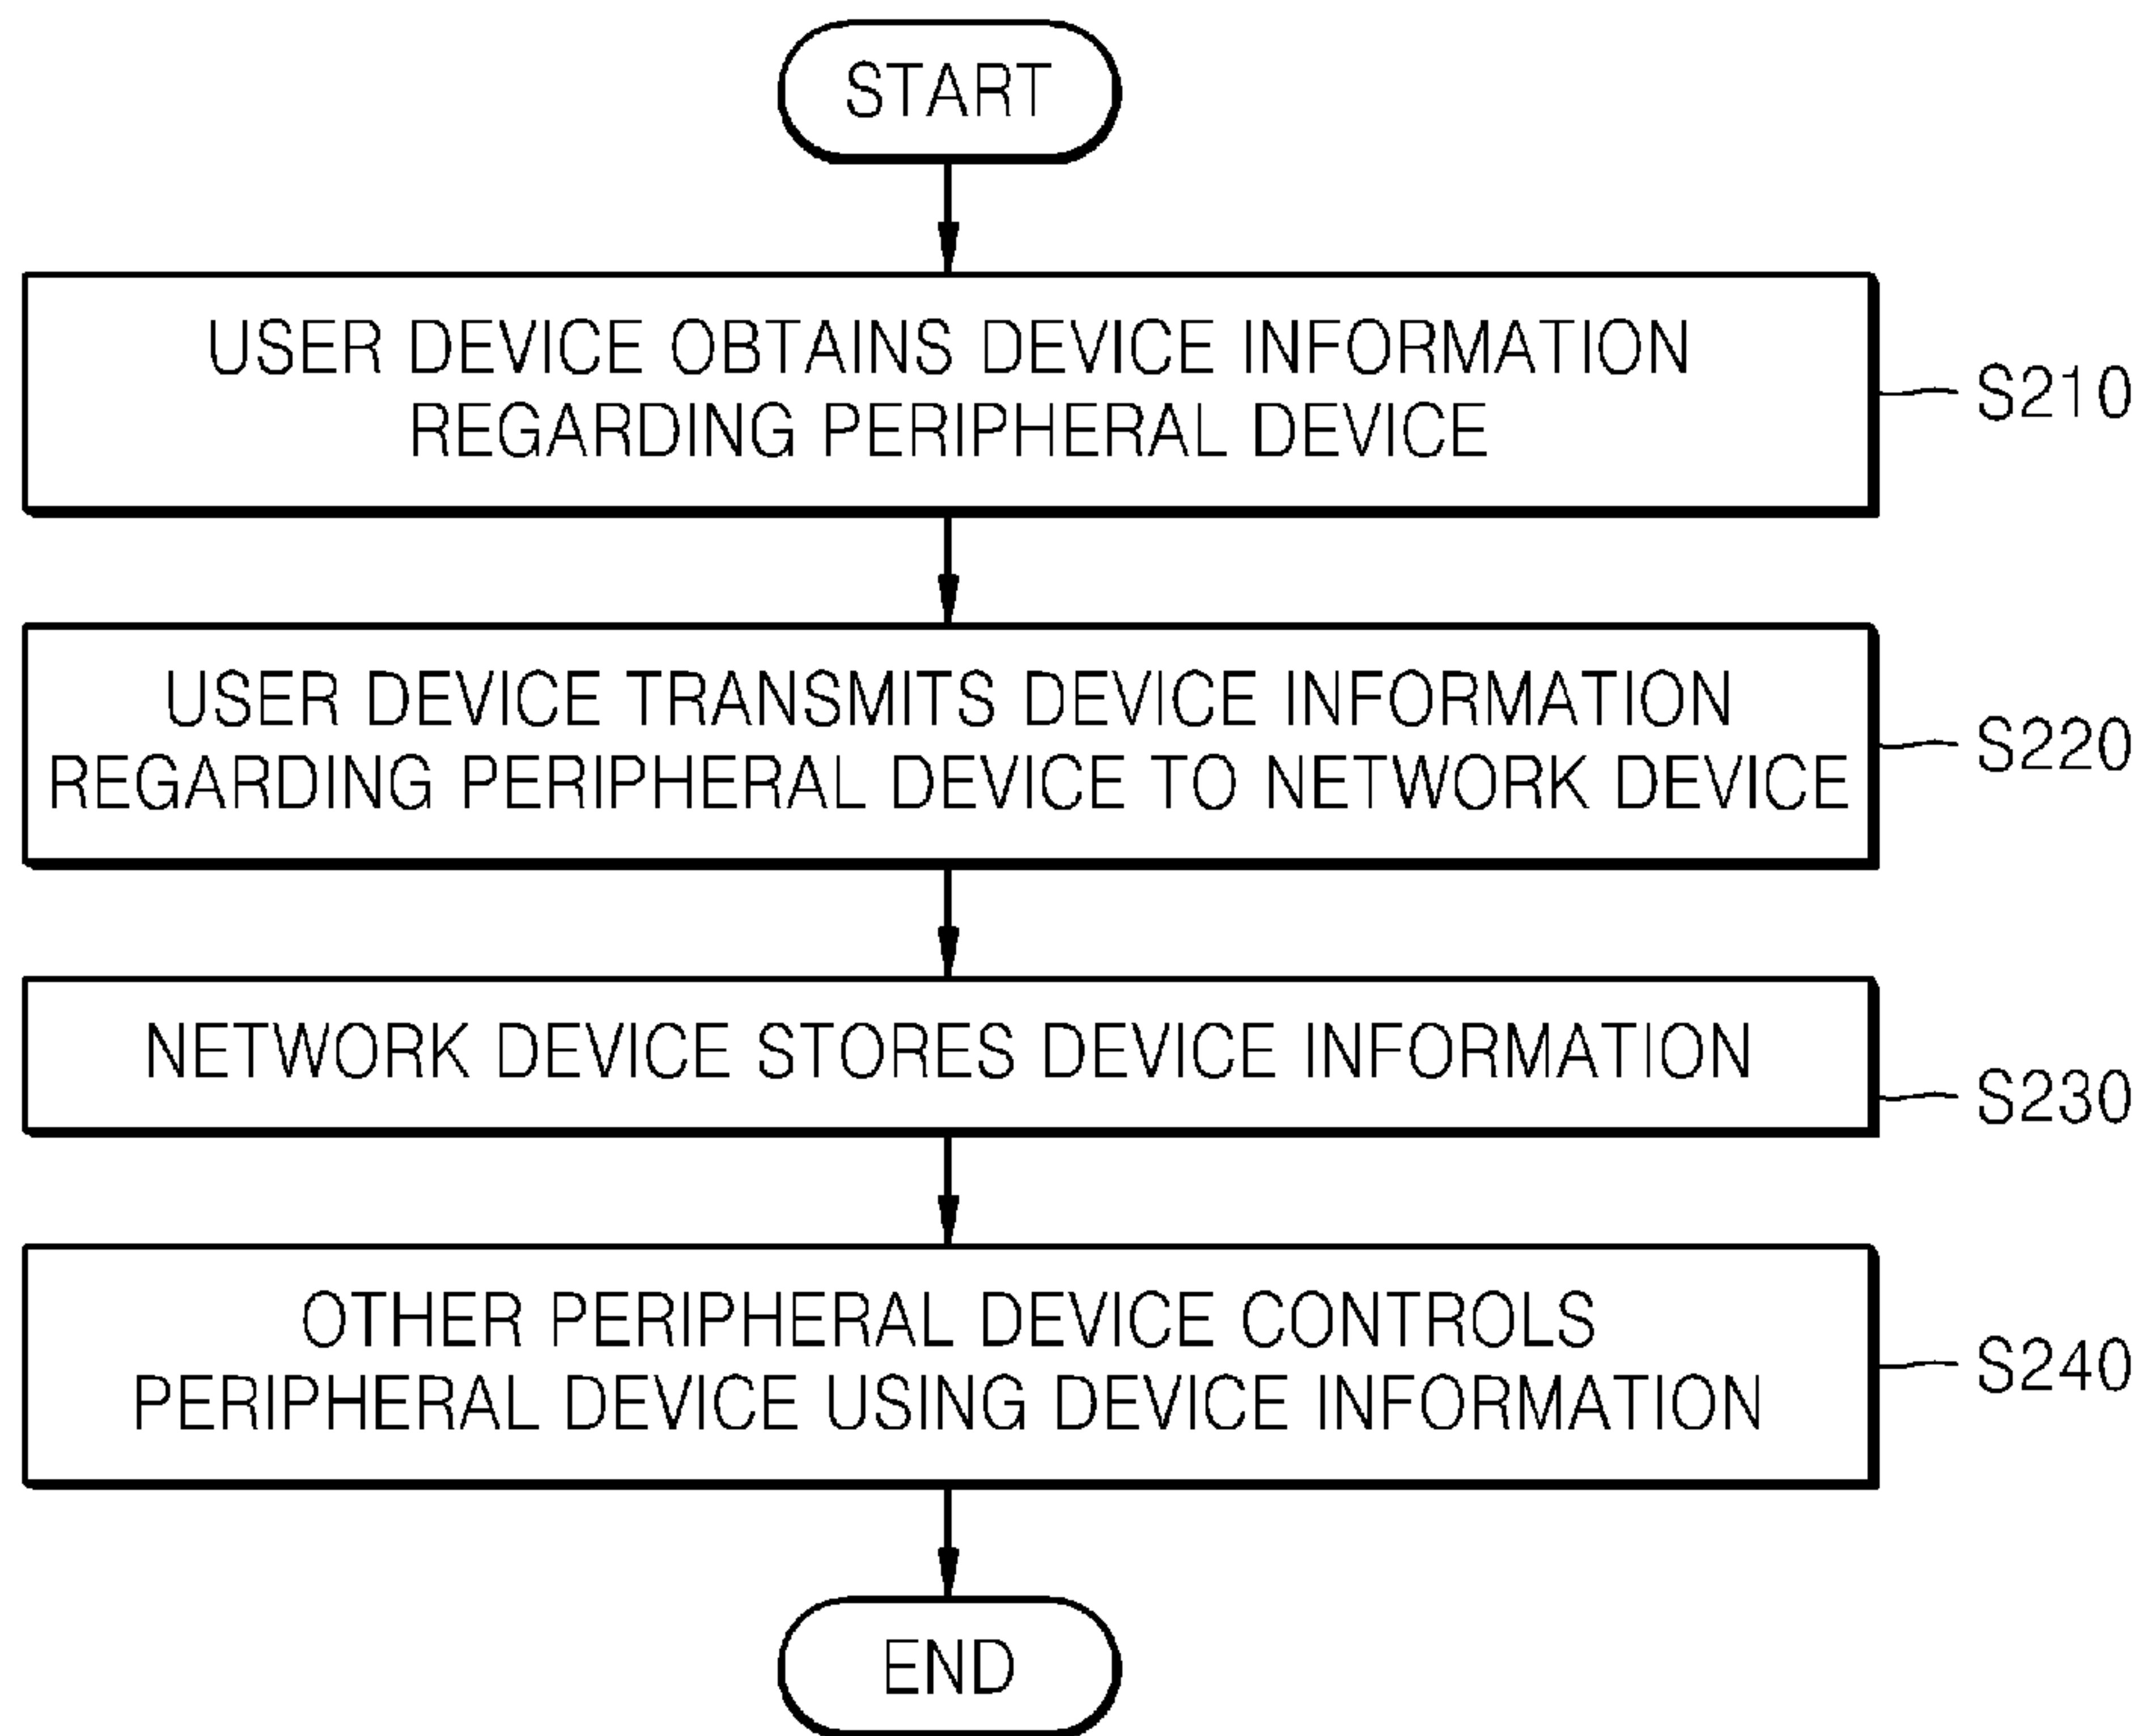 START
USER DEVICE OBTAINS DEVICE INFORMATION
REGARDING PERIPHERAL DEVICE
S210
USER DEVICE TRANSMITS DEVICE INFORMATION
REGARDING PERIPHERAL DEVICE TO NETWORK DEVICE
S220
NETWORK DEVICE STORES DEVICE INFORMATION
S230
OTHER PERIPHERAL DEVICE CONTROLS
PERIPHERAL DEVICE USING DEVICE INFORMATION
S240
END